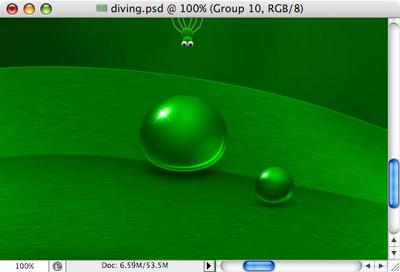 diving.psd @ 100% (Group 10, RGB/8)
100%
Doc: 6.59M/53.5M